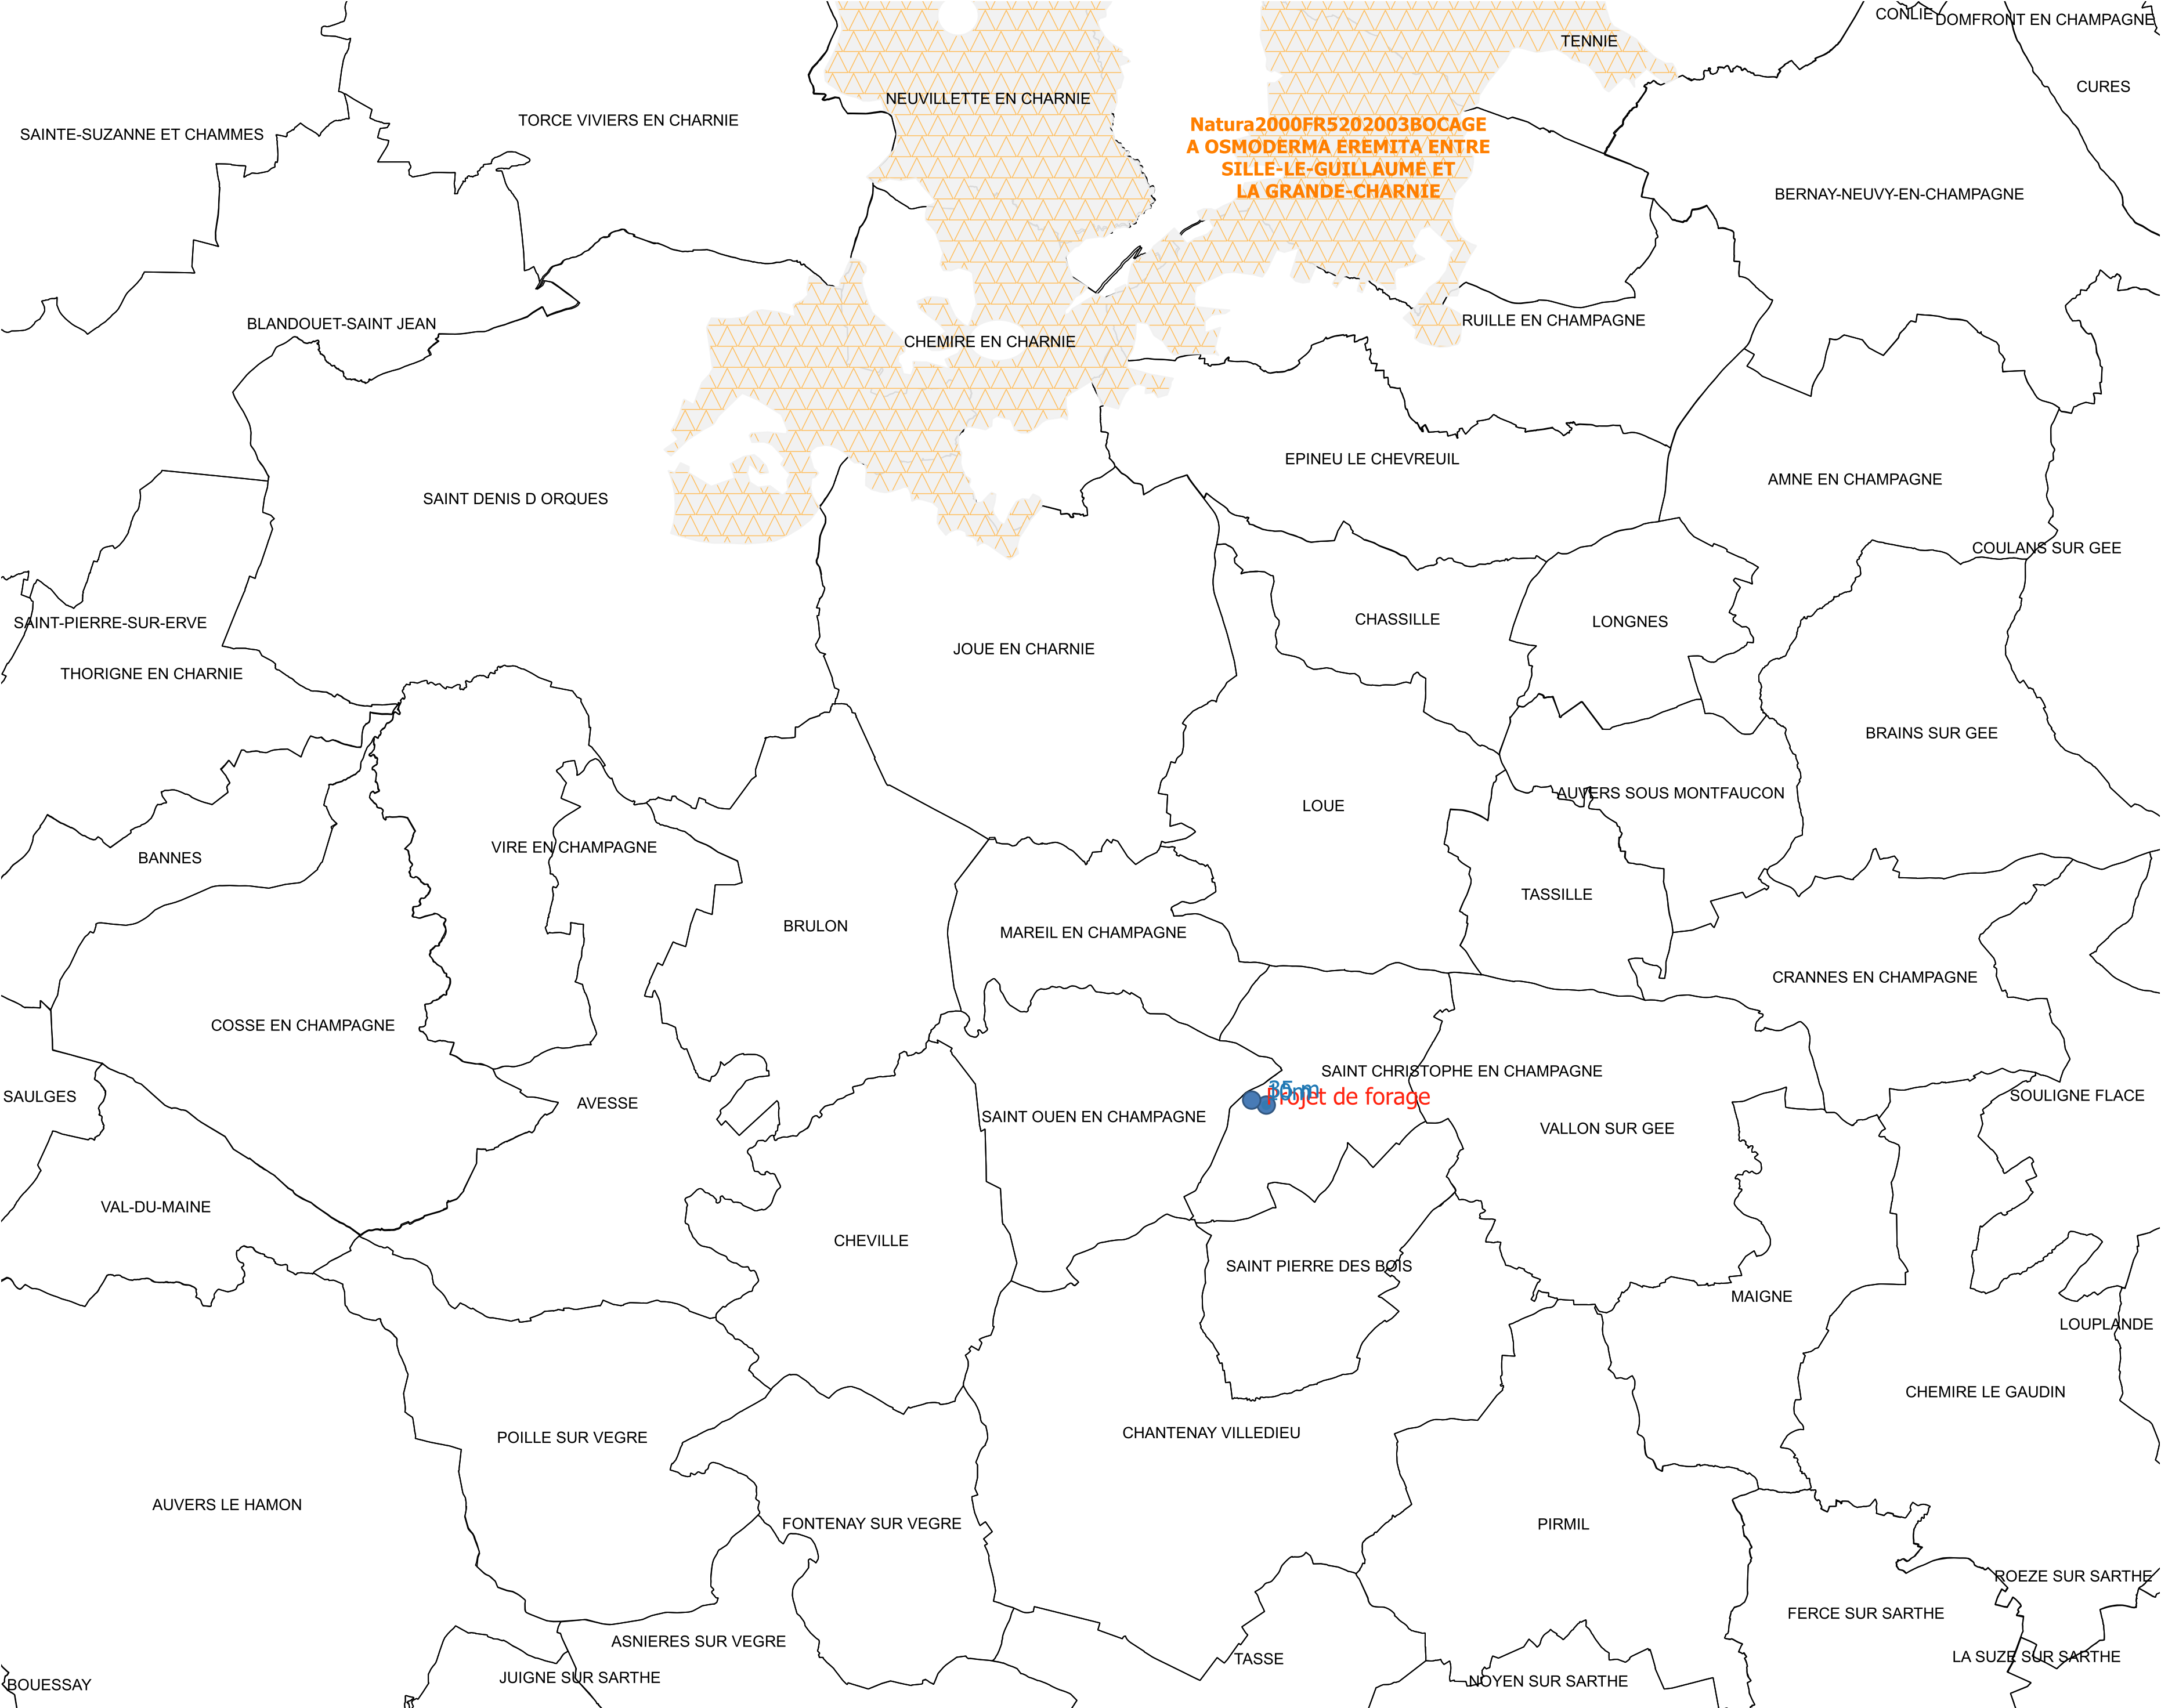 CONLIE
DOMFRONT EN CHAMPAGNE
TENNIE
CURES
NEUVILLETTE EN CHARNIE
TORCE VIVIERS EN CHARNIE
SAINTE-SUZANNE ET CHAMMES
Natura2000FR5202003BOCAGE
A OSMODERMA EREMITA ENTRE
SILLE-LE-GUILLAUME ET
LA GRANDE-CHARNIE
BERNAY-NEUVY-EN-CHAMPAGNE
BLANDOUET-SAINT JEAN
RUILLE EN CHAMPAGNE
CHEMIRE EN CHARNIE
EPINEU LE CHEVREUIL
AMNE EN CHAMPAGNE
SAINT DENIS D ORQUES
COULANS SUR GEE
SAINT-PIERRE-SUR-ERVE
CHASSILLE
LONGNES
JOUE EN CHARNIE
THORIGNE EN CHARNIE
BRAINS SUR GEE
AUVERS SOUS MONTFAUCON
LOUE
VIRE EN CHAMPAGNE
BANNES
TASSILLE
BRULON
MAREIL EN CHAMPAGNE
CRANNES EN CHAMPAGNE
COSSE EN CHAMPAGNE
SAINT CHRISTOPHE EN CHAMPAGNE
35 m
Projet de forage
SAULGES
AVESSE
SOULIGNE FLACE
SAINT OUEN EN CHAMPAGNE
VALLON SUR GEE
VAL-DU-MAINE
CHEVILLE
SAINT PIERRE DES BOIS
MAIGNE
LOUPLANDE
CHEMIRE LE GAUDIN
CHANTENAY VILLEDIEU
POILLE SUR VEGRE
AUVERS LE HAMON
FONTENAY SUR VEGRE
PIRMIL
ROEZE SUR SARTHE
FERCE SUR SARTHE
ASNIERES SUR VEGRE
LA SUZE SUR SARTHE
TASSE
JUIGNE SUR SARTHE
NOYEN SUR SARTHE
BOUESSAY